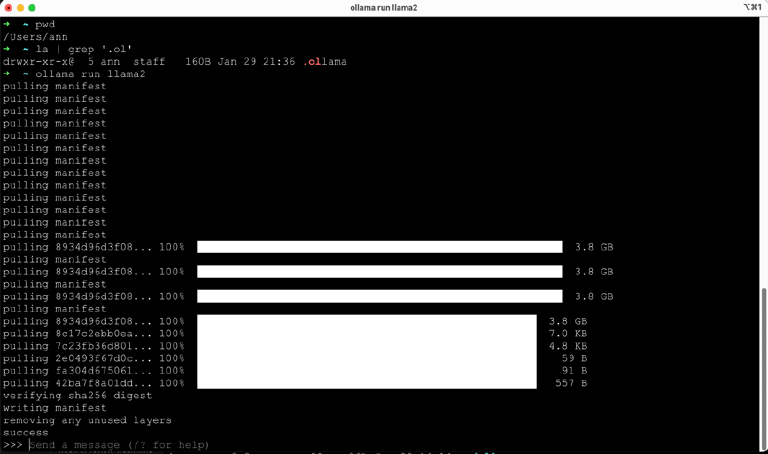 ollama run llama2
⌥⌘1
➜ ~ pwd
/Users/ann
➜ ~ la | grep '.ol'
drwxr-xr-x@ 5 ann staff 160B Jan 29 21:36 .ollama
➜ ~ ollama run llama2
pulling manifest
pulling manifest
pulling manifest
pulling manifest
pulling manifest
pulling manifest
pulling manifest
pulling manifest
pulling manifest
pulling manifest
pulling manifest
pulling manifest
pulling manifest
pulling 8934d96d3f08... 100% 3.8 GB
pulling manifest
pulling 8934d96d3f08... 100% 3.8 GB
pulling manifest
pulling 8934d96d3f08... 100% 3.8 GB
pulling manifest
pulling 8934d96d3f08... 100% 3.8 GB
pulling 8c17c2ebb0ea... 100% 7.0 KB
pulling 7c23fb36d801... 100% 4.8 KB
pulling 2e0493f67d0c... 100% 59 B
pulling fa304d675061... 100% 91 B
pulling 42ba7f8a01dd... 100% 557 B
verifying sha256 digest
writing manifest
removing any unused layers
success
>>> Send a message (/? for help)